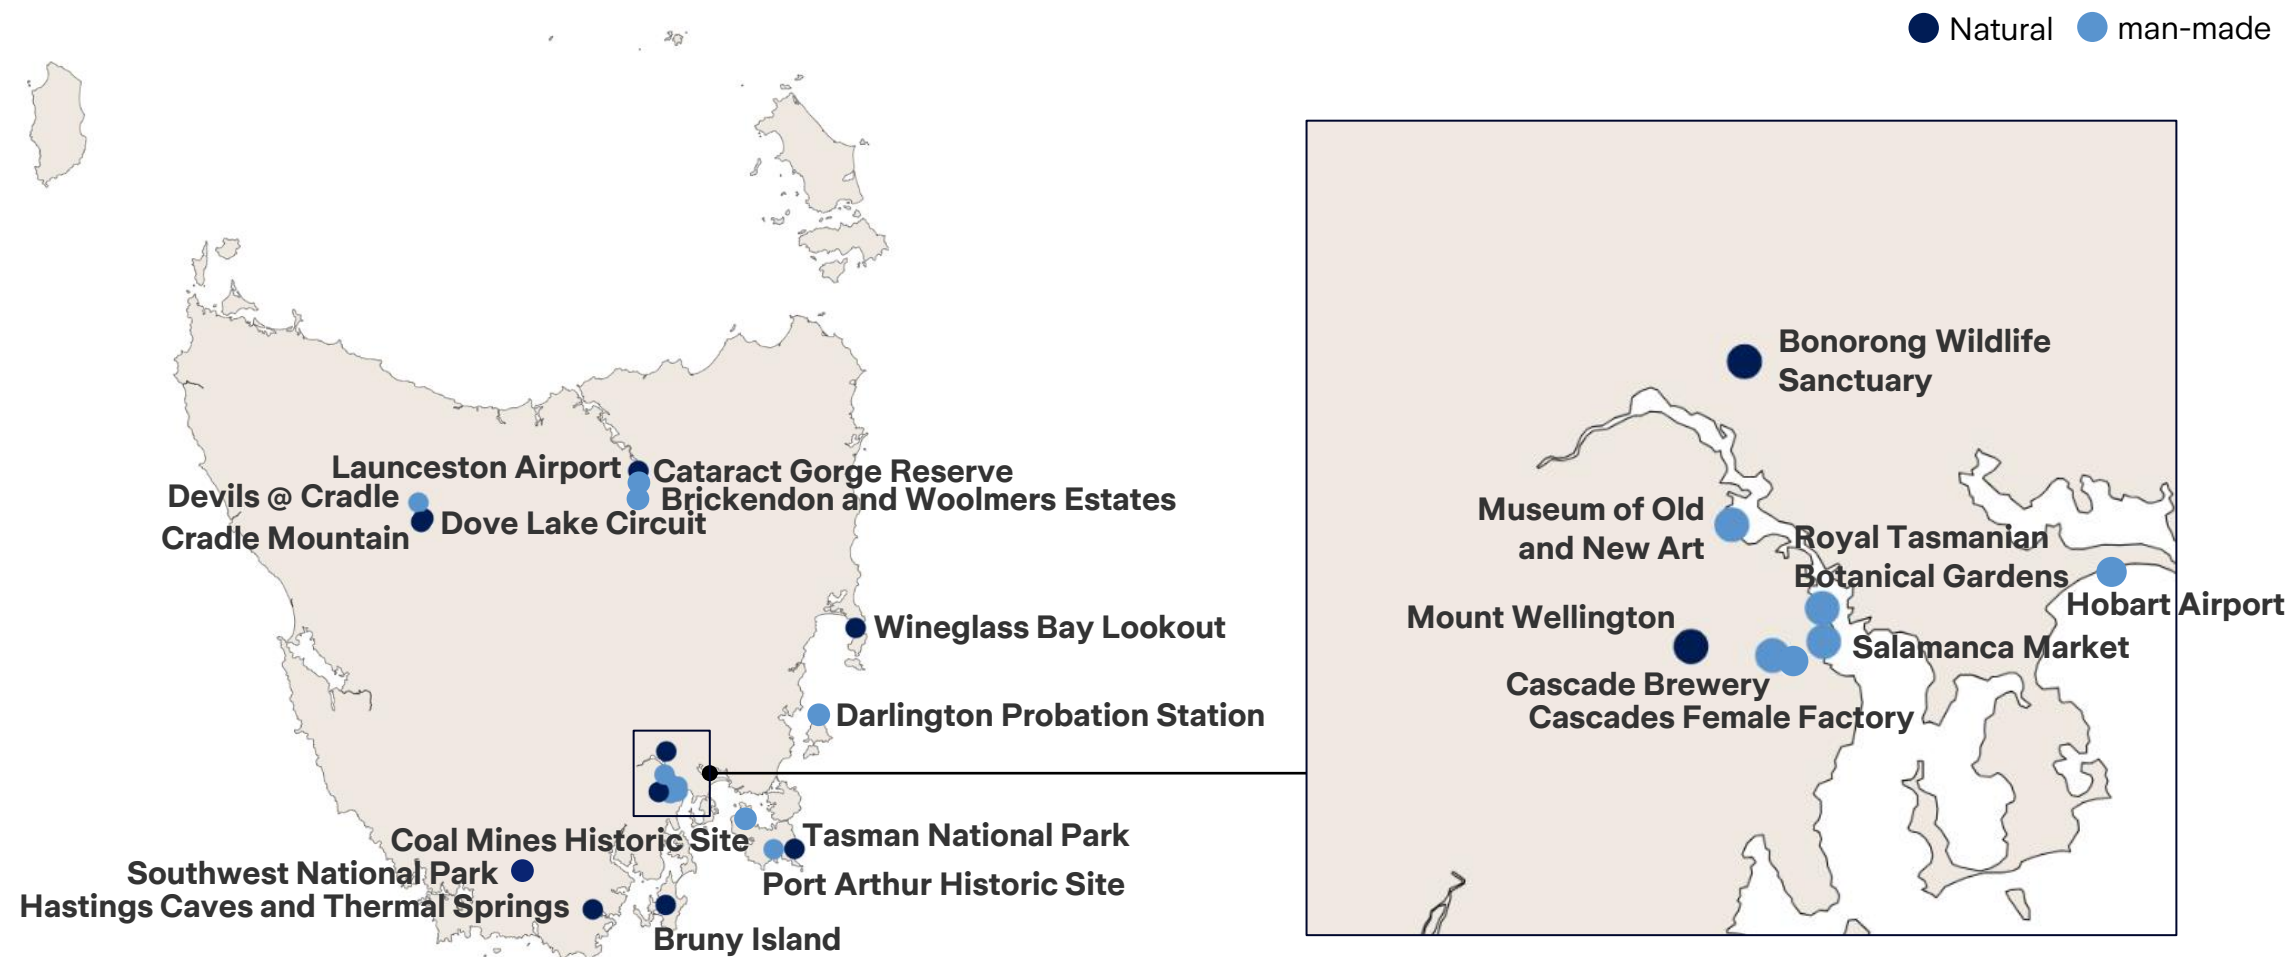 Natural
man-made
Launceston Airport
Cataract Gorge Reserve
Devils @ Cradle
Brickendon and Woolmers Estates
Dove Lake Circuit
Cradle Mountain
Wineglass Bay Lookout
Darlington Probation Station
Coal Mines Historic Site
Tasman National Park
Southwest National Park
Port Arthur Historic Site
Hastings Caves and Thermal Springs
Bruny Island
Bonorong Wildlife
Sanctuary
Museum of Old
and New Art
Royal Tasmanian
Botanical Gardens
Hobart Airport
Mount Wellington
Salamanca Market
Cascade Brewery
Cascades Female Factory